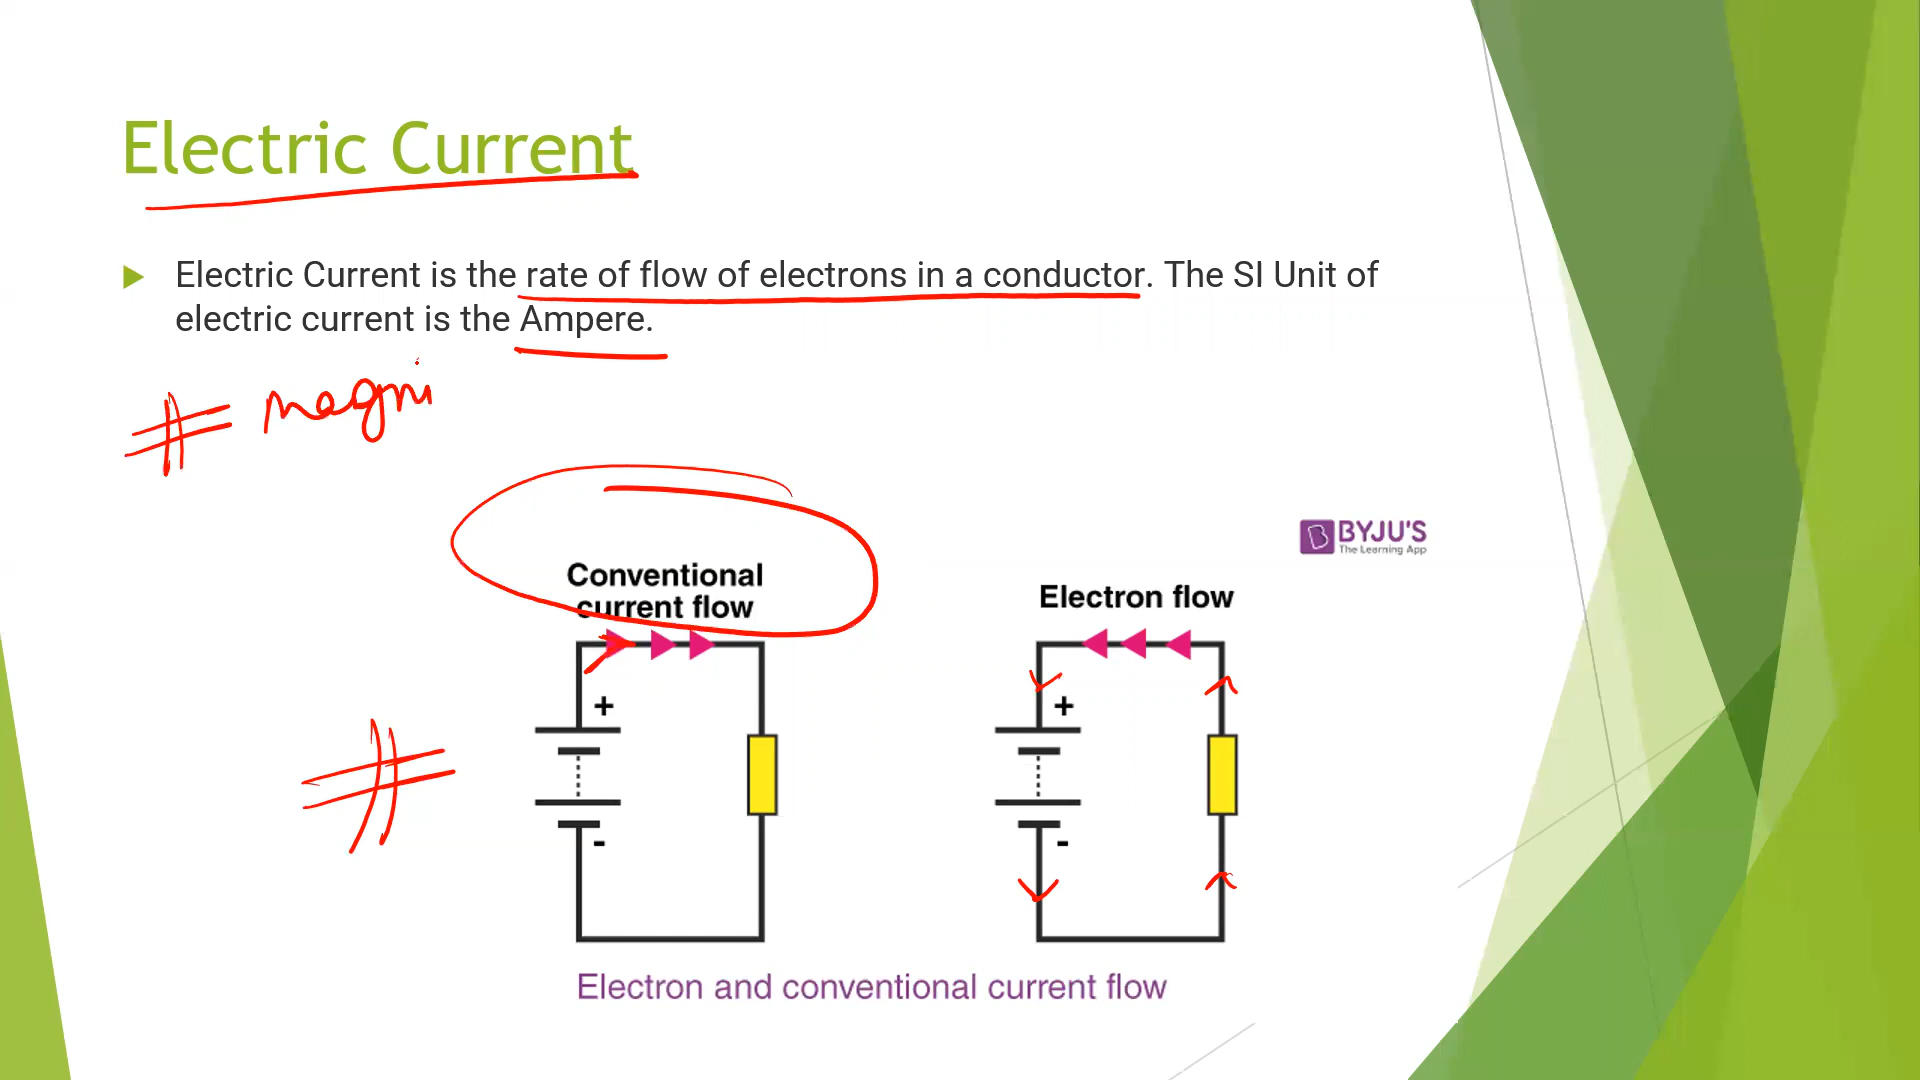 Electric Current
Electric Current is the rate of flow of electrons in a conductor. The SI Unit of
electric current is the Ampere.
# magni
BYJU'S
The Learning App
Conventional
current flow
Electron flow
+
+
-
-
#
Electron and conventional current flow